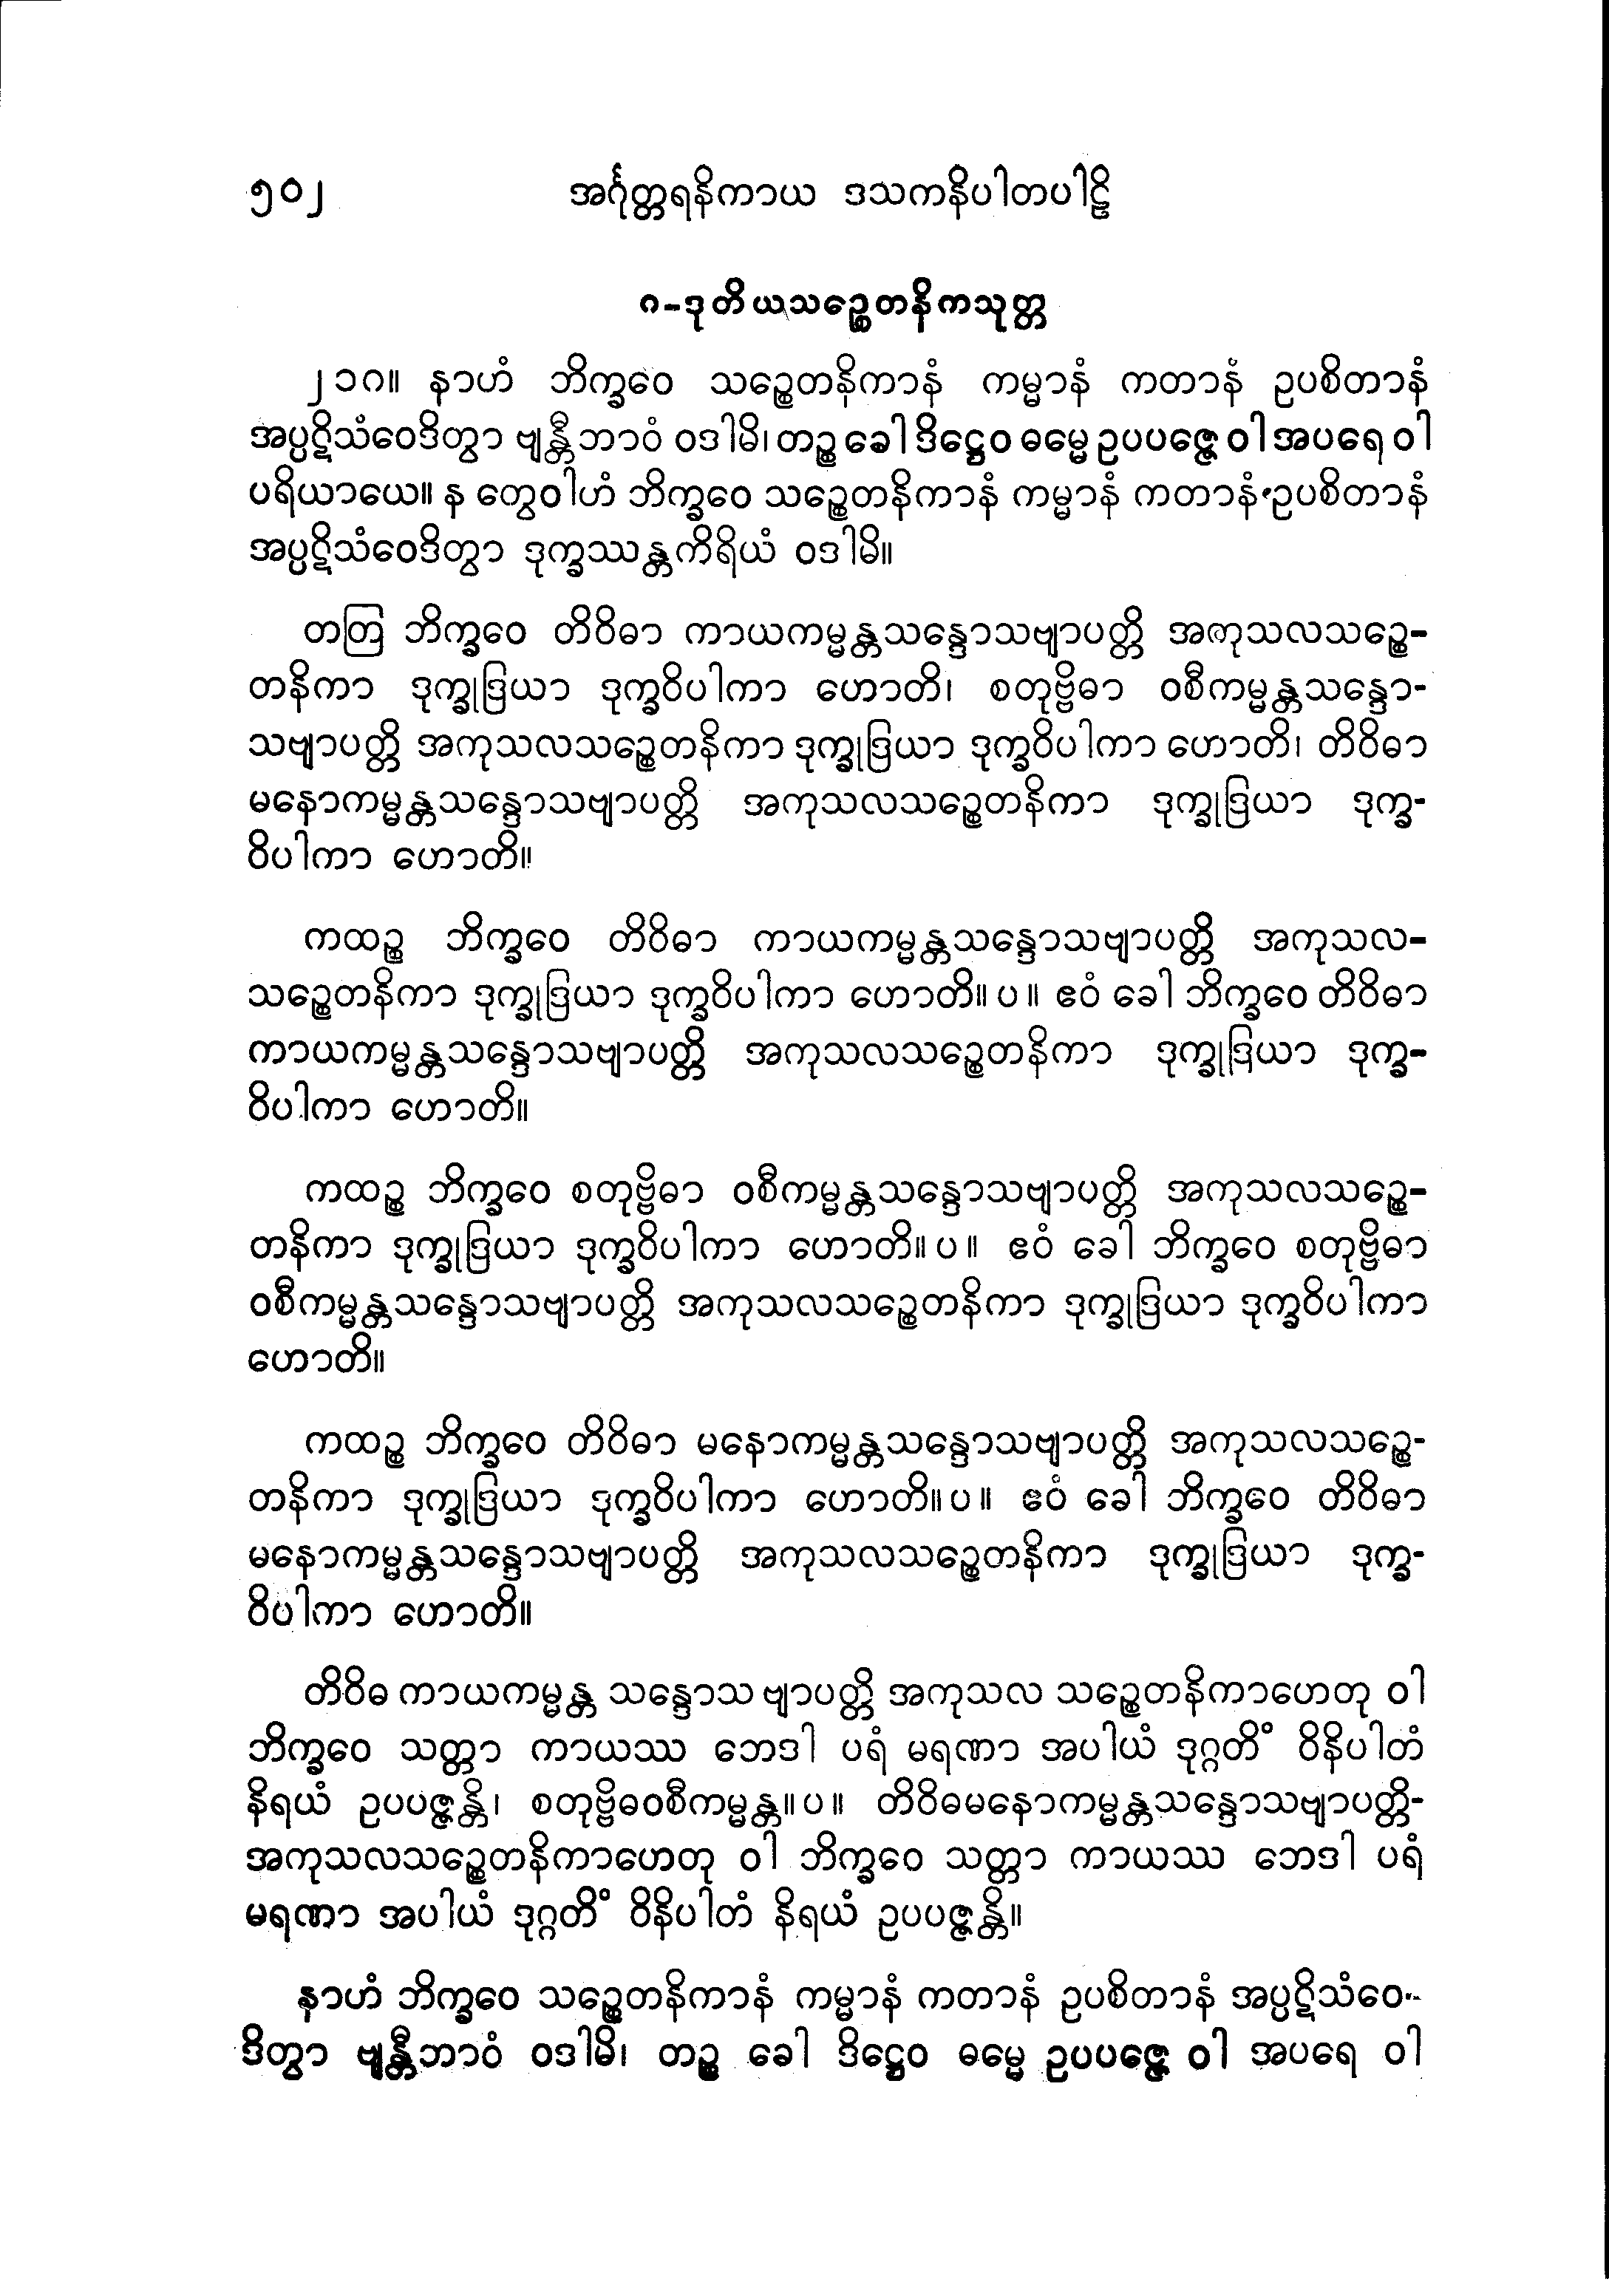 ၅၀၂ အင်္ဂုတ္တရနိကာယ ဒသကနိပါတပါဠိ
၈-ဒုတိယသဉ္စေတနိကသုတ္တ
၂၁၈။ နာဟံ ဘိက္ခဝေ သဉ္စေတနိကာနံ ကမ္မာနံ ကတာနံ ဥပစိတာနံ
အပ္ပဋိသံဝေဒိတွာ ဗျန္တီဘာဝံ ဝဒါမိ၊ တဉ္စ ခေါ ဒိဋ္ဌေဝ ဓမ္မေ ဥပပဇ္ဇေ ဝါ အပရေ ဝါ
ပရိယာယေ။ န တွေဝါဟံ ဘိက္ခဝေ သဉ္စေတနိကာနံ ကမ္မာနံ ကတာနံ ဥပစိတာနံ
အပ္ပဋိသံဝေဒိတွာ ဒုက္ခဿန္တကိရိယံ ဝဒါမိ။
တတြ ဘိက္ခဝေ တိဝိဓာ ကာယကမ္မန္တသန္ဒောသဗျာပတ္တိ အကုသလသဉ္စေ-
တနိကာ ဒုက္ခုဒြယာ ဒုက္ခဝိပါကာ ဟောတိ၊ စတုဗ္ဗိဓာ ဝစီကမ္မန္တသန္ဒော-
သဗျာပတ္တိ အကုသလသဉ္စေတနိကာ ဒုက္ခုဒြယာ ဒုက္ခဝိပါကာ ဟောတိ၊ တိဝိဓာ
မနောကမ္မန္တသန္ဒောသဗျာပတ္တိ အကုသလသဉ္စေတနိကာ ဒုက္ခုဒြယာ ဒုက္ခ-
ဝိပါကာ ဟောတိ။
ကထဉ္စ ဘိက္ခဝေ တိဝိဓာ ကာယကမ္မန္တသန္ဒောသဗျာပတ္တိ အကုသလ-
သဉ္စေတနိကာ ဒုက္ခုဒြယာ ဒုက္ခဝိပါကာ ဟောတိ။ ပ ။ ဧဝံ ခေါ ဘိက္ခဝေ တိဝိဓာ
ကာယကမ္မန္တသန္ဒောသဗျာပတ္တိ အကုသလသဉ္စေတနိကာ ဒုက္ခုဒြယာ ဒုက္ခ-
ဝိပါကာ ဟောတိ။
ကထဉ္စ ဘိက္ခဝေ စတုဗ္ဗိဓာ ဝစီကမ္မန္တသန္ဒောသဗျာပတ္တိ အကုသလသဉ္စေ-
တနိကာ ဒုက္ခုဒြယာ ဒုက္ခဝိပါကာ ဟောတိ။ ပ ။ ဧဝံ ခေါ ဘိက္ခဝေ စတုဗ္ဗိဓာ
ဝစီကမ္မန္တသန္ဒောသဗျာပတ္တိ အကုသလသဉ္စေတနိကာ ဒုက္ခုဒြယာ ဒုက္ခဝိပါကာ
ဟောတိ။
ကထဉ္စ ဘိက္ခဝေ တိဝိဓာ မနောကမ္မန္တသန္ဒောသဗျာပတ္တိ အကုသလသဉ္စေ-
တနိကာ ဒုက္ခုဒြယာ ဒုက္ခဝိပါကာ ဟောတိ။ ပ ။ ဧဝံ ခေါ ဘိက္ခဝေ တိဝိဓာ
မနောကမ္မန္တသန္ဒောသဗျာပတ္တိ အကုသလသဉ္စေတနိကာ ဒုက္ခုဒြယာ ဒုက္ခ-
ဝိပါကာ ဟောတိ။
တိဝိဓ ကာယကမ္မန္တ သန္ဒောသ ဗျာပတ္တိ အကုသလ သဉ္စေတနိကာဟေတု ဝါ
ဘိက္ခဝေ သတ္တာ ကာယဿ ဘေဒါ ပရံ မရဏာ အပါယံ ဒုဂ္ဂတိံ ဝိနိပါတံ
နိရယံ ဥပပဇ္ဇန္တိ၊ စတုဗ္ဗိဓဝစီကမ္မန္တ။ ပ ။ တိဝိဓမနောကမ္မန္တသန္ဒောသဗျာပတ္တိ-
အကုသလသဉ္စေတနိကာဟေတု ဝါ ဘိက္ခဝေ သတ္တာ ကာယဿ ဘေဒါ ပရံ
မရဏာ အပါယံ ဒုဂ္ဂတိံ ဝိနိပါတံ နိရယံ ဥပပဇ္ဇန္တိ။
နာဟံ ဘိက္ခဝေ သဉ္စေတနိကာနံ ကမ္မာနံ ကတာနံ ဥပစိတာနံ အပ္ပဋိသံဝေ-
ဒိတွာ ဗျန္တီဘာဝံ ဝဒါမိ၊ တဉ္စ ခေါ ဒိဋ္ဌေဝ ဓမ္မေ ဥပပဇ္ဇေ ဝါ အပရေ ဝါ